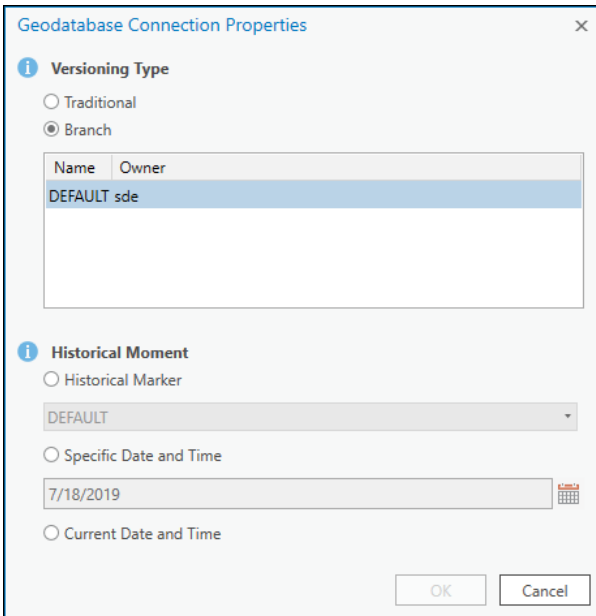 Geodatabase Connection Properties
Versioning Type
Traditional
Branch
Name Owner
DEFAULT sde
Historical Moment
Historical Marker
DEFAULT
Specific Date and Time
7/18/2019
Current Date and Time
OK Cancel